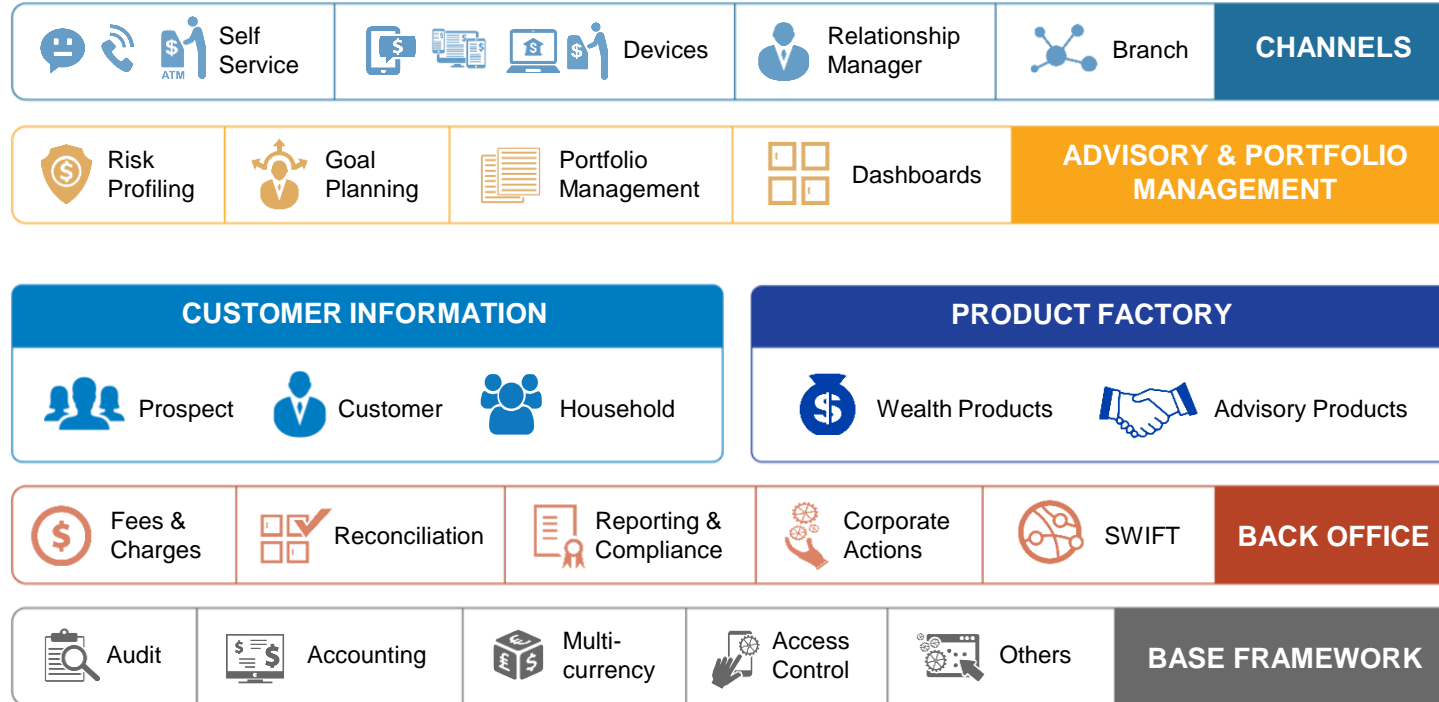 Self
Service
ATM
Devices
Relationship
Manager
Branch
CHANNELS
Risk
Profiling
Goal
Planning
Portfolio
Management
Dashboards
ADVISORY & PORTFOLIO
MANAGEMENT
CUSTOMER INFORMATION
Prospect
Customer
Household
PRODUCT FACTORY
Wealth Products
Advisory Products
Fees &
Charges
Reconciliation
Reporting &
Compliance
Corporate
Actions
SWIFT
BACK OFFICE
Audit
Accounting
Multi-
currency
Access
Control
Others
BASE FRAMEWORK